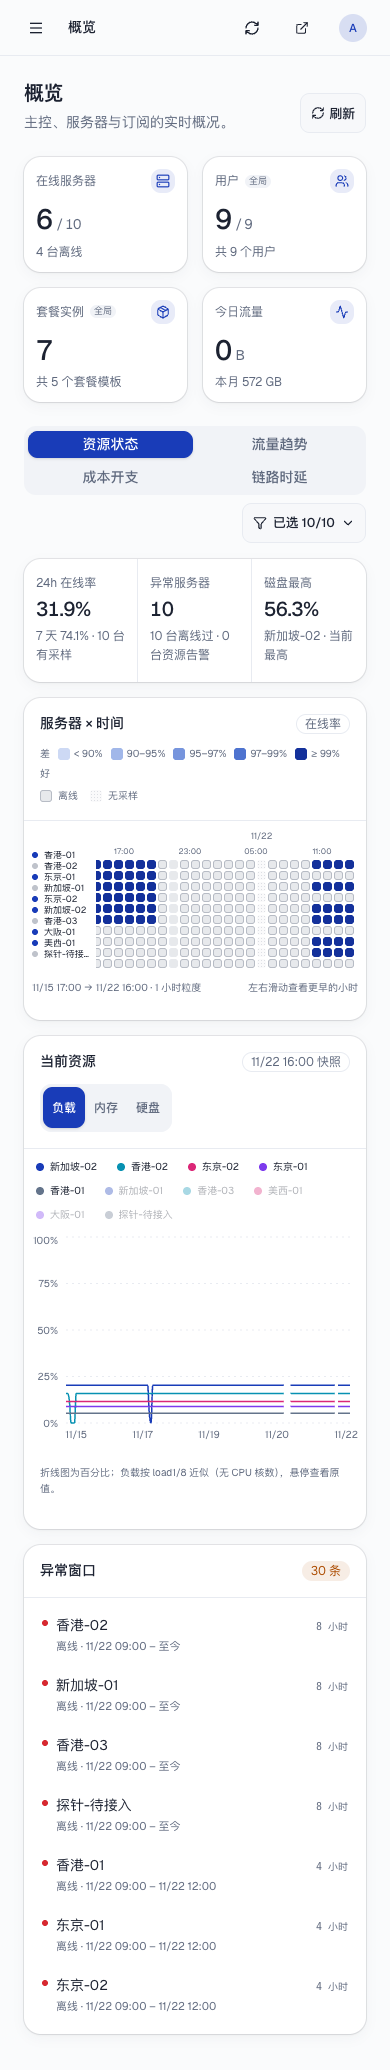 概览
A
概览
主控、服务器与订阅的实时概况。
刷新
在线服务器
6 / 10
4 台离线
用户 全局
9 / 9
共 9 个用户
套餐实例 全局
7
共 5 个套餐模板
今日流量
0 B
本月 572 GB
资源状态
流量趋势
成本开支
链路时延
已选 10/10
24h 在线率
31.9%
7 天 74.1% · 10 台
有采样
异常服务器
10
10 台离线过 · 0
台资源告警
磁盘最高
56.3%
新加坡-02 · 当前
最高
服务器 × 时间
在线率
差 < 90% 90–95% 95–97% 97–99% ≥ 99%
好
离线 无采样
11/22
17:00 23:00 05:00 11:00
香港-01
香港-02
东京-01
新加坡-01
东京-02
新加坡-02
香港-03
大阪-01
美西-01
探针-待接...
11/15 17:00 → 11/22 16:00 · 1 小时粒度
左右滑动查看更早的小时
当前资源
11/22 16:00 快照
负载 内存 硬盘
新加坡-02 香港-02 东京-02 东京-01
香港-01 新加坡-01 香港-03 美西-01
大阪-01 探针-待接入
100%
75%
50%
25%
0%
11/15 11/17 11/19 11/20 11/22
折线图为百分比；负载按 load1/8 近似（无 CPU 核数），悬停查看原
值。
异常窗口
30 条
香港-02
8 小时
离线 · 11/22 09:00 – 至今
新加坡-01
8 小时
离线 · 11/22 09:00 – 至今
香港-03
8 小时
离线 · 11/22 09:00 – 至今
探针-待接入
8 小时
离线 · 11/22 09:00 – 至今
香港-01
4 小时
离线 · 11/22 09:00 – 11/22 12:00
东京-01
4 小时
离线 · 11/22 09:00 – 11/22 12:00
东京-02
4 小时
离线 · 11/22 09:00 – 11/22 12:00